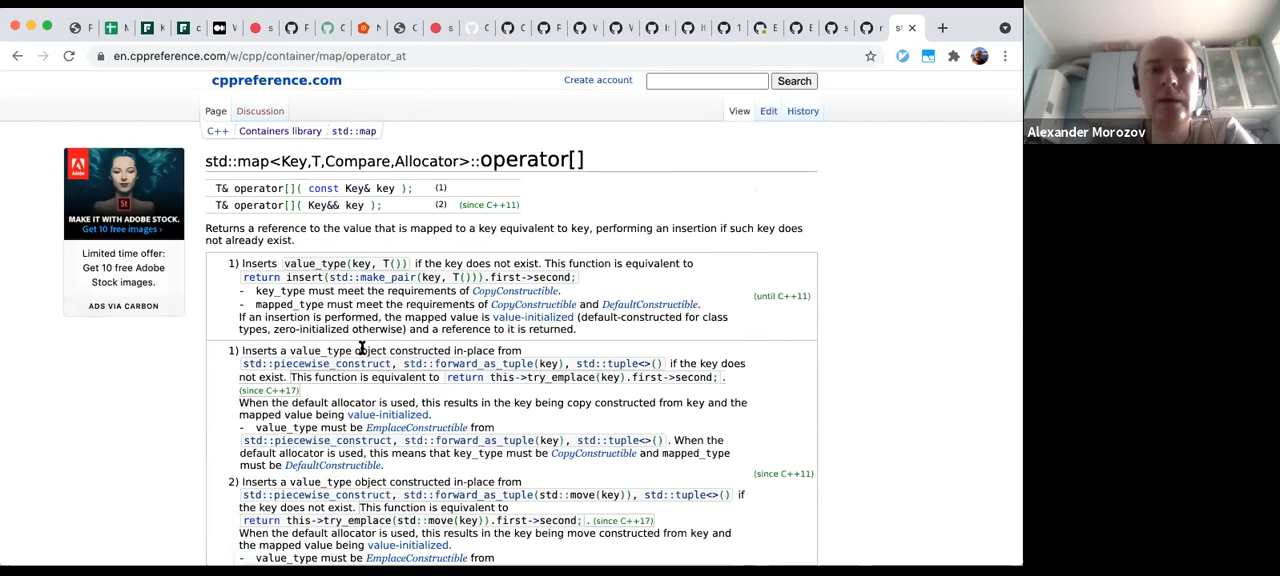 en.cppreference.com/w/cpp/container/map/operator_at
cppreference.com
Create account
Search
Page
Discussion
View
Edit
History
C++
Containers library
std::map
std::map<Key,T,Compare,Allocator>::operator[]
T& operator[]( const Key& key ); (1)
T& operator[]( Key&& key ); (2) (since C++11)
Returns a reference to the value that is mapped to a key equivalent to key, performing an insertion if such key does
not already exist.
1) Inserts value_type(key, T()) if the key does not exist. This function is equivalent to
return insert(std::make_pair(key, T())).first->second;
- key_type must meet the requirements of CopyConstructible.
- mapped_type must meet the requirements of CopyConstructible and DefaultConstructible.
If an insertion is performed, the mapped value is value-initialized (default-constructed for class
types, zero-initialized otherwise) and a reference to it is returned.
(until C++11)
1) Inserts a value_type object constructed in-place from
std::piecewise_construct, std::forward_as_tuple(key), std::tuple<>() if the key does
not exist. This function is equivalent to return this->try_emplace(key).first->second; .
(since C++17)
When the default allocator is used, this results in the key being copy constructed from key and the
mapped value being value-initialized.
- value_type must be EmplaceConstructible from
std::piecewise_construct, std::forward_as_tuple(key), std::tuple<>(). When the
default allocator is used, this means that key_type must be CopyConstructible and mapped_type
must be DefaultConstructible.
(since C++11)
2) Inserts a value_type object constructed in-place from
std::piecewise_construct, std::forward_as_tuple(std::move(key)), std::tuple<>() if
the key does not exist. This function is equivalent to
return this->try_emplace(std::move(key)).first->second; . (since C++17)
When the default allocator is used, this results in the key being move constructed from key and
the mapped value being value-initialized.
- value_type must be EmplaceConstructible from
MAKE IT WITH ADOBE STOCK.
Get 10 free images ›
Limited time offer:
Get 10 free Adobe
Stock images.
ADS VIA CARBON
Alexander Morozov